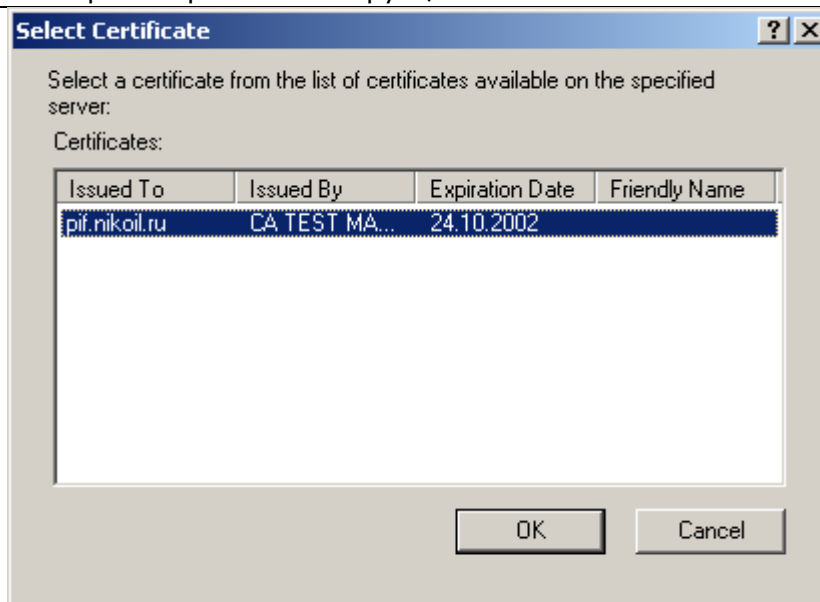 Select Certificate
Select a certificate from the list of certificates available on the specified
server:
Certificates:
Issued To Issued By Expiration Date Friendly Name
pif.nikoil.ru CA TEST MA... 24.10.2002
OK Cancel